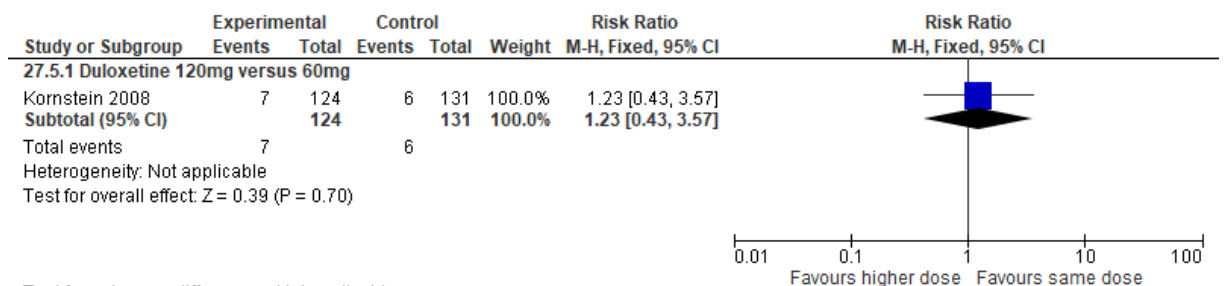 Experimental Control Risk Ratio Risk Ratio
Study or Subgroup Events Total Events Total Weight M-H, Fixed, 95% CI M-H, Fixed, 95% CI
27.5.1 Duloxetine 120mg versus 60mg
Kornstein 2008 7 124 6 131 100.0% 1.23 [0.43, 3.57]
Subtotal (95% CI) 124 131 100.0% 1.23 [0.43, 3.57]
Total events 7 6
Heterogeneity: Not applicable
Test for overall effect: Z = 0.39 (P = 0.70)
0.01 0.1 1 10 100
Favours higher dose Favours same dose